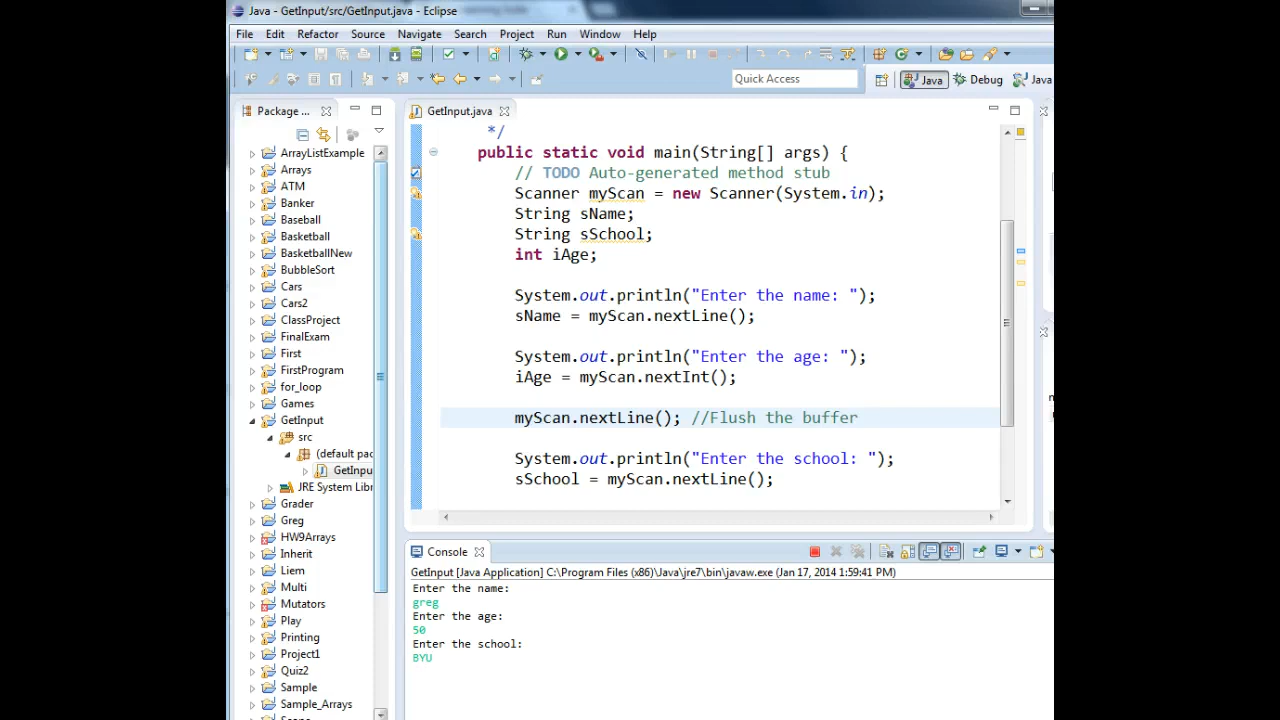 Java - GetInput/src/GetInput.java - Eclipse
File Edit Refactor Source Navigate Search Project Run Window Help
Quick Access
Java Debug Java
Package ...
GetInput.java
ArrayListExample
Arrays
ATM
Banker
Baseball
Basketball
BasketballNew
BubbleSort
Cars
Cars2
ClassProject
FinalExam
First
FirstProgram
for_loop
Games
GetInput
src
(default pac
GetInpu
JRE System Libr
Grader
Greg
HW9Arrays
Inherit
Liem
Multi
Mutators
Play
Printing
Project1
Quiz2
Sample
Sample_Arrays
*/
public static void main(String[] args) {
// TODO Auto-generated method stub
Scanner myScan = new Scanner(System.in);
String sName;
String sSchool;
int iAge;
System.out.println("Enter the name: ");
sName = myScan.nextLine();
System.out.println("Enter the age: ");
iAge = myScan.nextInt();
myScan.nextLine(); //Flush the buffer
System.out.println("Enter the school: ");
sSchool = myScan.nextLine();
Console
GetInput [Java Application] C:\Program Files (x86)\Java\jre7\bin\javaw.exe (Jan 17, 2014 1:59:41 PM)
Enter the name:
greg
Enter the age:
50
Enter the school:
BYU